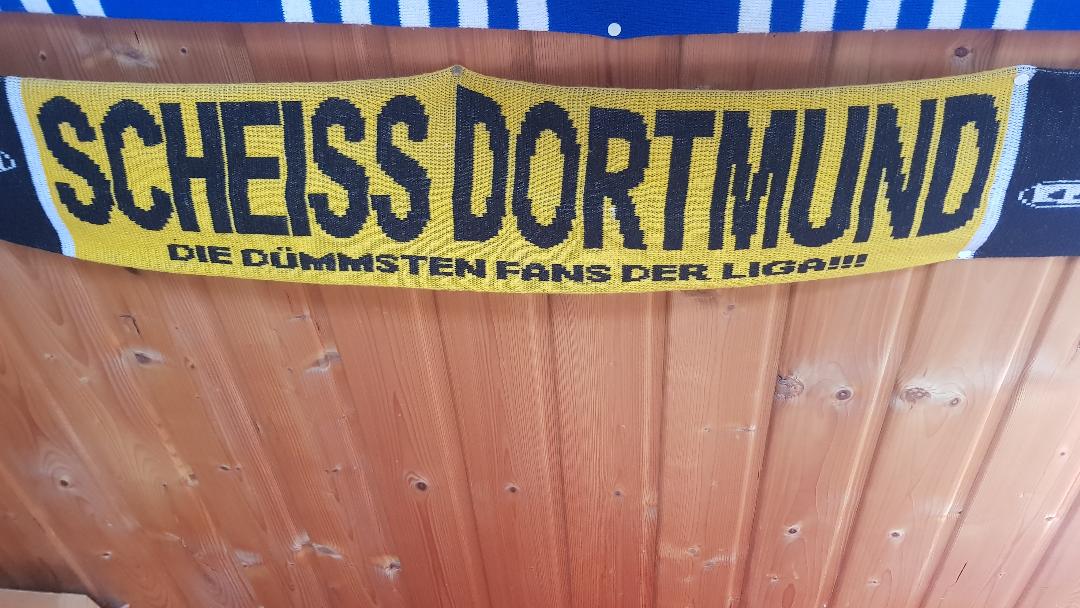 SCHEISS DORTMUND
DIE DÜMMSTEN FANS DER LIGA!!!